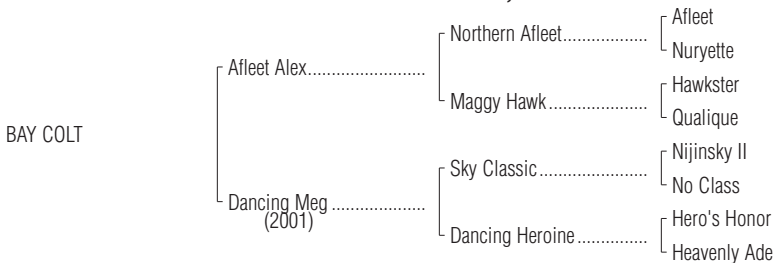 Afleet
Northern Afleet..................
Nuryette
Afleet Alex.........................
Hawkster
Maggy Hawk.....................
Qualique
BAY COLT
Nijinsky II
Sky Classic.......................
No Class
Dancing Meg....................
(2001)
Hero's Honor
Dancing Heroine...............
Heavenly Ade